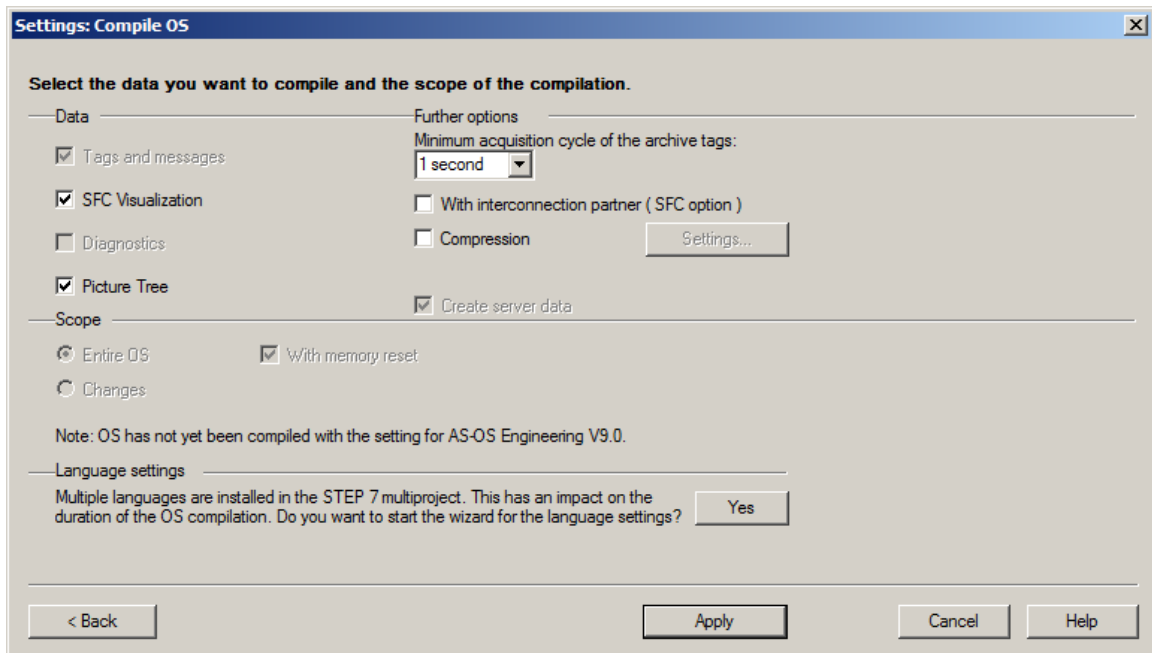 Settings: Compile OS
Select the data you want to compile and the scope of the compilation.
Data
Further options
Minimum acquisition cycle of the archive tags:
Tags and messages
1 second
SFC Visualization
With interconnection partner ( SFC option )
Diagnostics
Compression
Settings...
Picture Tree
Create server data
Scope
Entire OS
With memory reset
Changes
Note: OS has not yet been compiled with the setting for AS-OS Engineering V9.0.
Language settings
Multiple languages are installed in the STEP 7 multiproject. This has an impact on the
duration of the OS compilation. Do you want to start the wizard for the language settings?
Yes
< Back
Apply
Cancel
Help